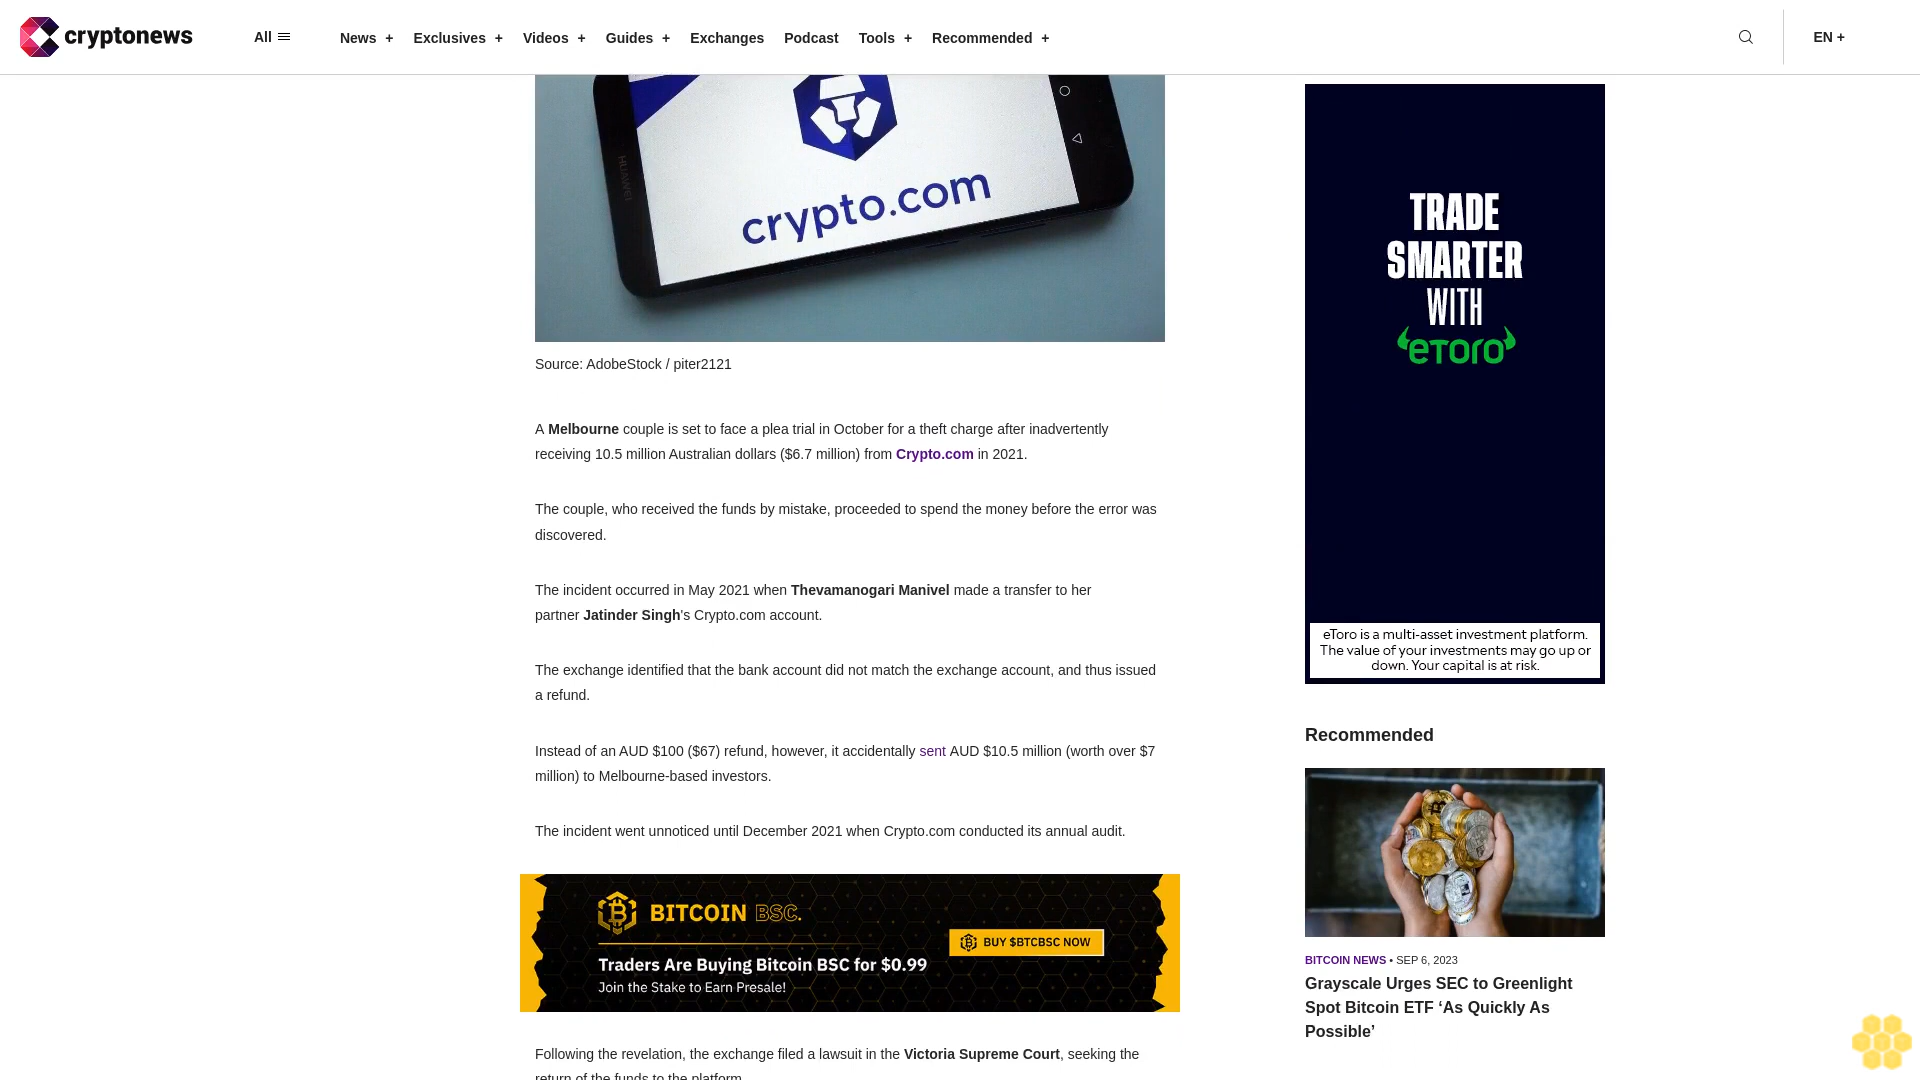 cryptonews
All
News +
Exclusives +
Videos +
Guides +
Exchanges
Podcast
Tools +
Recommended +
EN +
HUAWEI
crypto.com
Source: AdobeStock / piter2121
A Melbourne couple is set to face a plea trial in October for a theft charge after inadvertently
receiving 10.5 million Australian dollars ($6.7 million) from Crypto.com in 2021.
The couple, who received the funds by mistake, proceeded to spend the money before the error was
discovered.
The incident occurred in May 2021 when Thevamanogari Manivel made a transfer to her
partner Jatinder Singh's Crypto.com account.
The exchange identified that the bank account did not match the exchange account, and thus issued
a refund.
Instead of an AUD $100 ($67) refund, however, it accidentally sent AUD $10.5 million (worth over $7
million) to Melbourne-based investors.
The incident went unnoticed until December 2021 when Crypto.com conducted its annual audit.
BITCOIN BSC.
Traders Are Buying Bitcoin BSC for $0.99
Join the Stake to Earn Presale!
BUY $BTCBSC NOW
Following the revelation, the exchange filed a lawsuit in the Victoria Supreme Court, seeking the
return of the funds to the platform.
TRADE
SMARTER
WITH
eToro
eToro is a multi-asset investment platform.
The value of your investments may go up or
down. Your capital is at risk.
Recommended
BITCOIN NEWS • SEP 6, 2023
Grayscale Urges SEC to Greenlight
Spot Bitcoin ETF ‘As Quickly As
Possible’